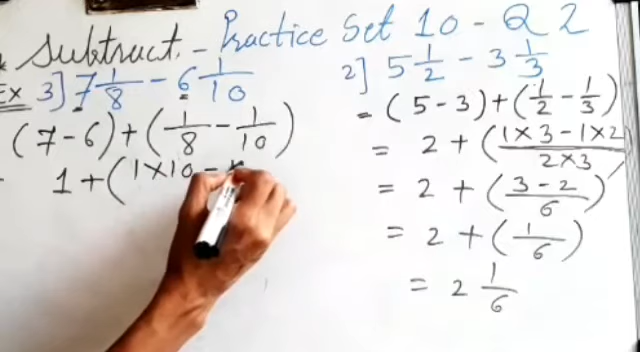 Subtruct. - Practice Set 10 - Q 2
Ex 3] 7 1/8 - 6 1/10
(7-6)+(1/8 - 1/10)
1+(1×10-
2] 5 1/2 - 3 1/3
= (5-3)+(1/2 - 1/3)
= 2 + (1×3-1×2/2×3)
= 2 + (3-2/6)
= 2 + (1/6)
= 2 1/6